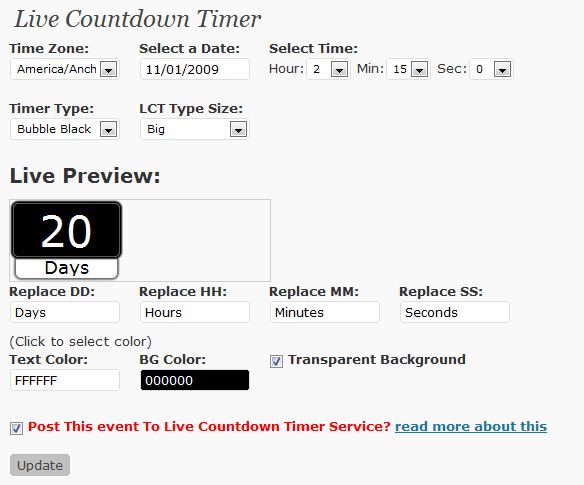 Live Countdown Timer
Time Zone: Select a Date: Select Time:
America/Anch 11/01/2009 Hour: 2 Min: 15 Sec: 0
Timer Type: LCT Type Size:
Bubble Black Big
Live Preview:
20
Days
Replace DD: Replace HH: Replace MM: Replace SS:
Days Hours Minutes Seconds
(Click to select color)
Text Color: BG Color: Transparent Background
FFFFFF 000000
Post This event To Live Countdown Timer Service? read more about this
Update